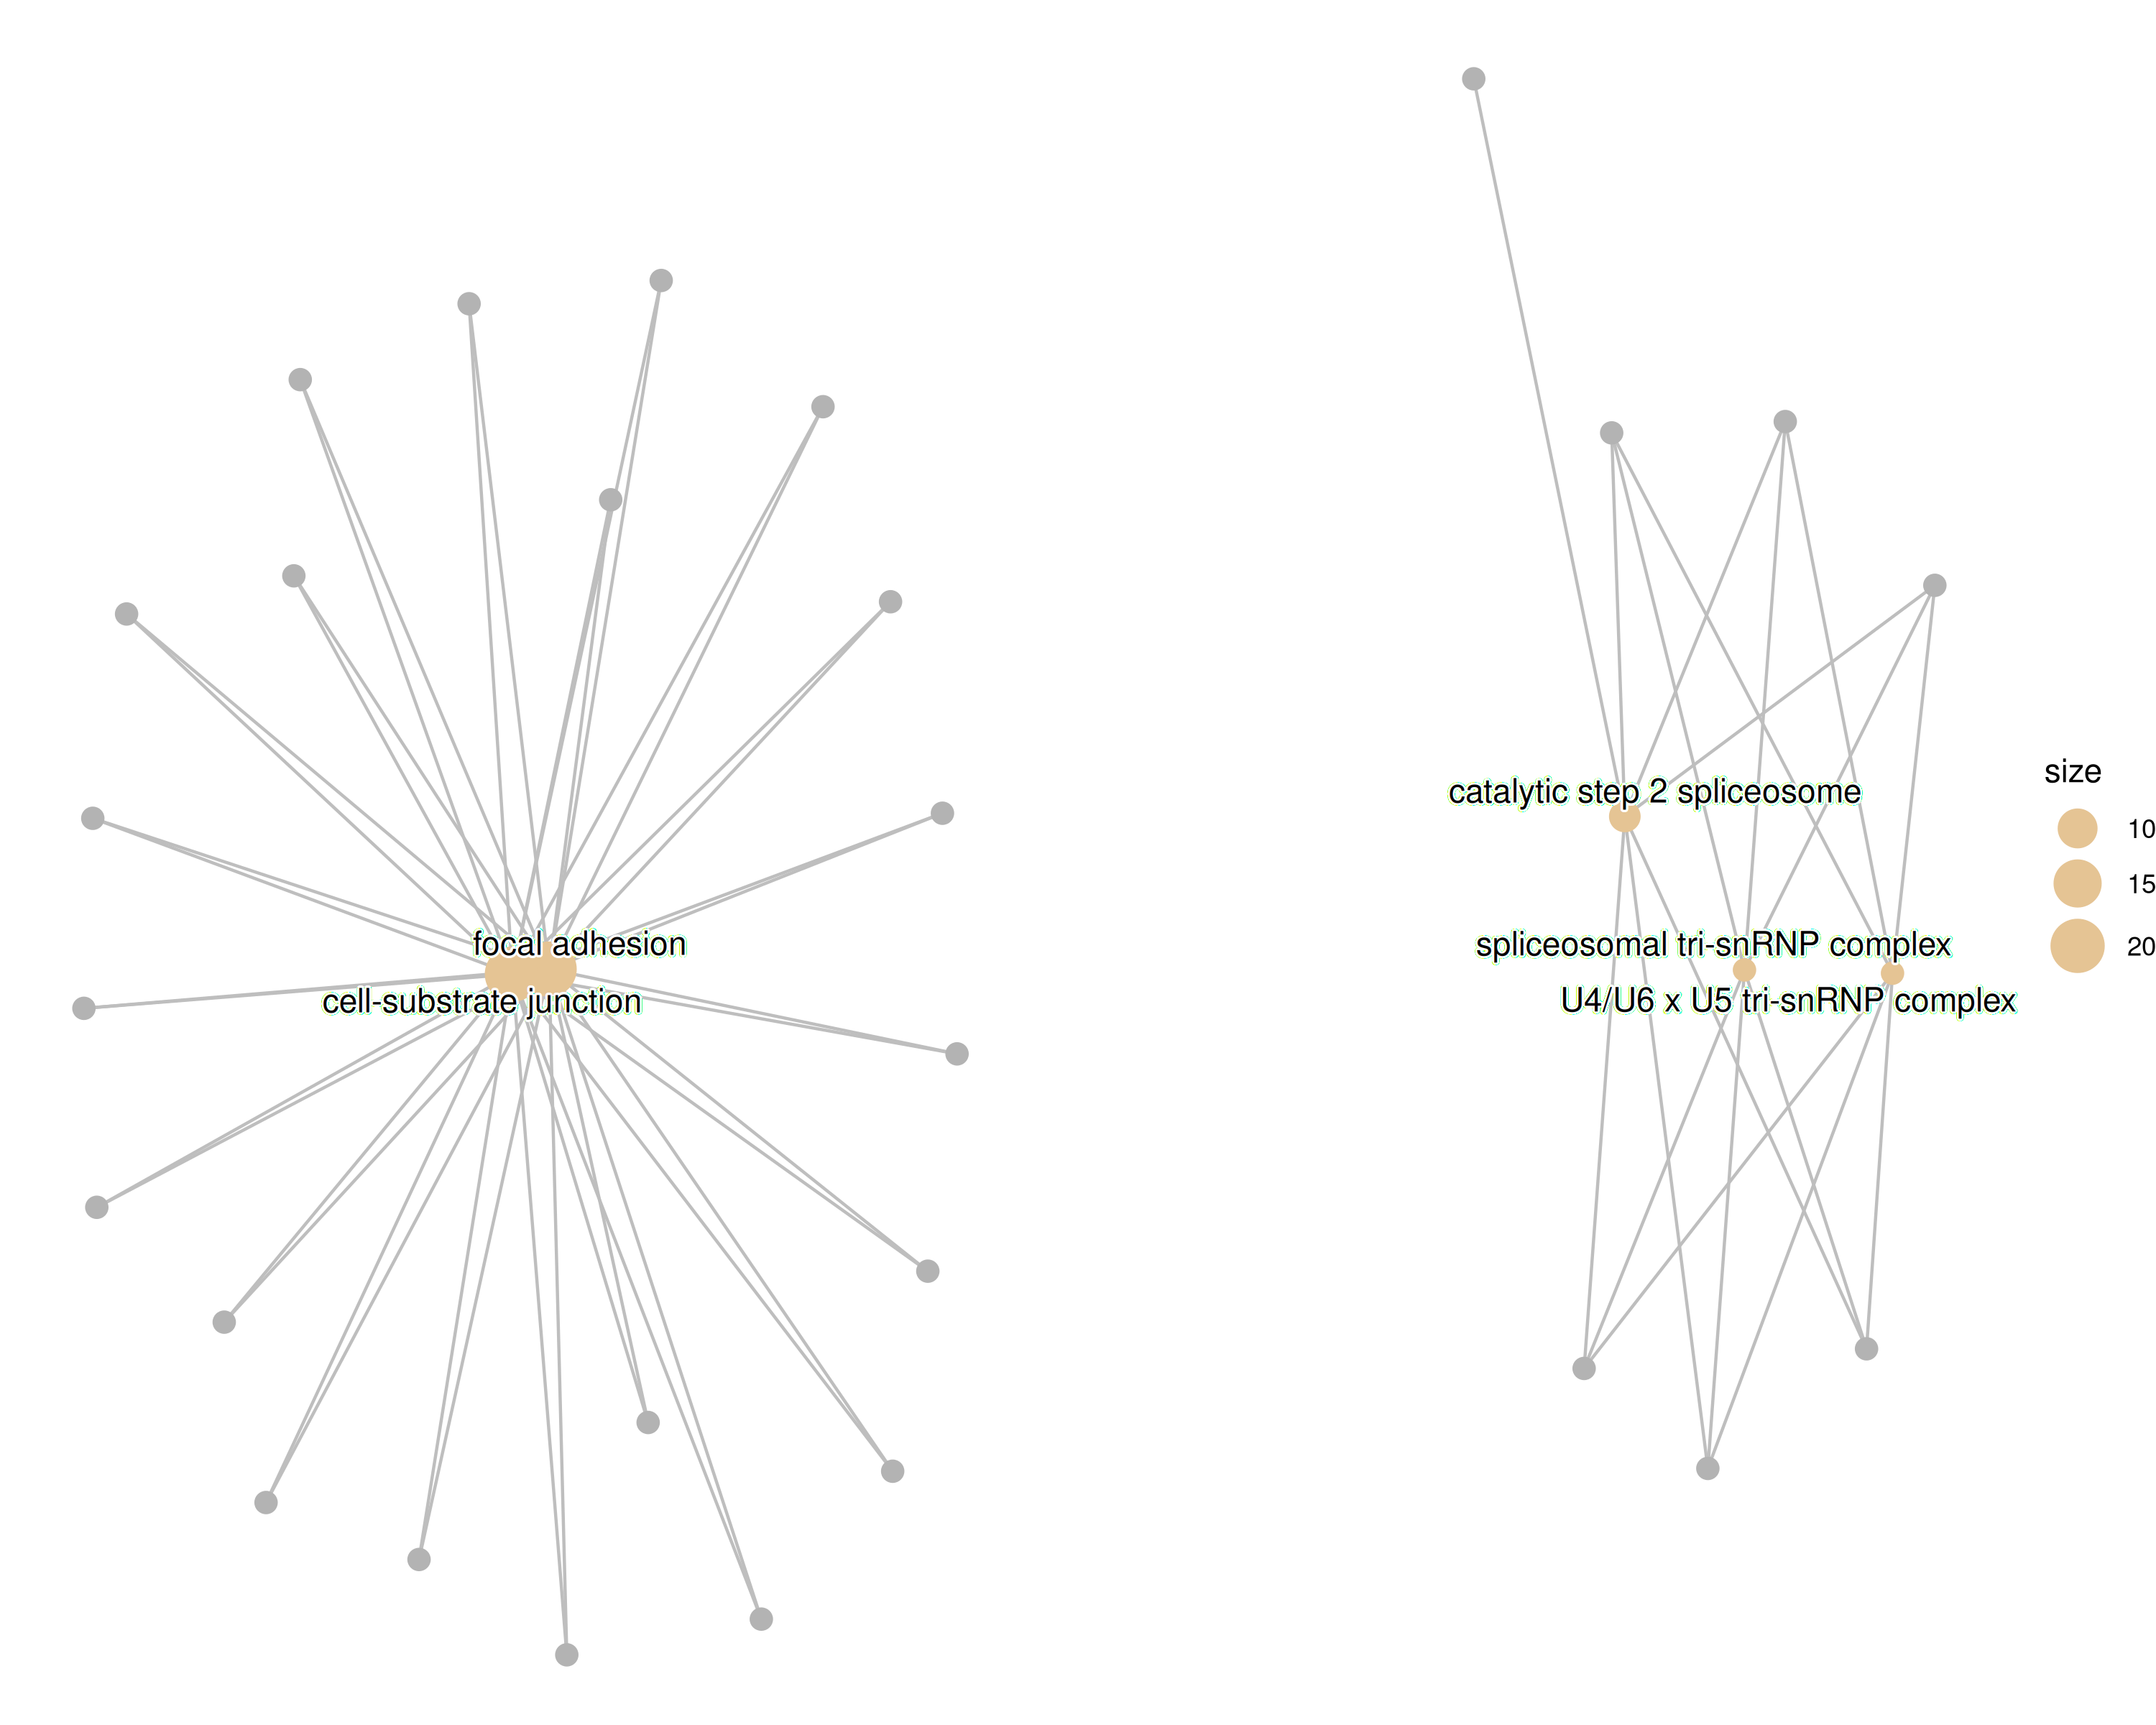 focal adhesion
cell-substrate junction
catalytic step 2 spliceosome
spliceosomal tri-snRNP complex
U4/U6 x U5 tri-snRNP complex
size
10
15
20